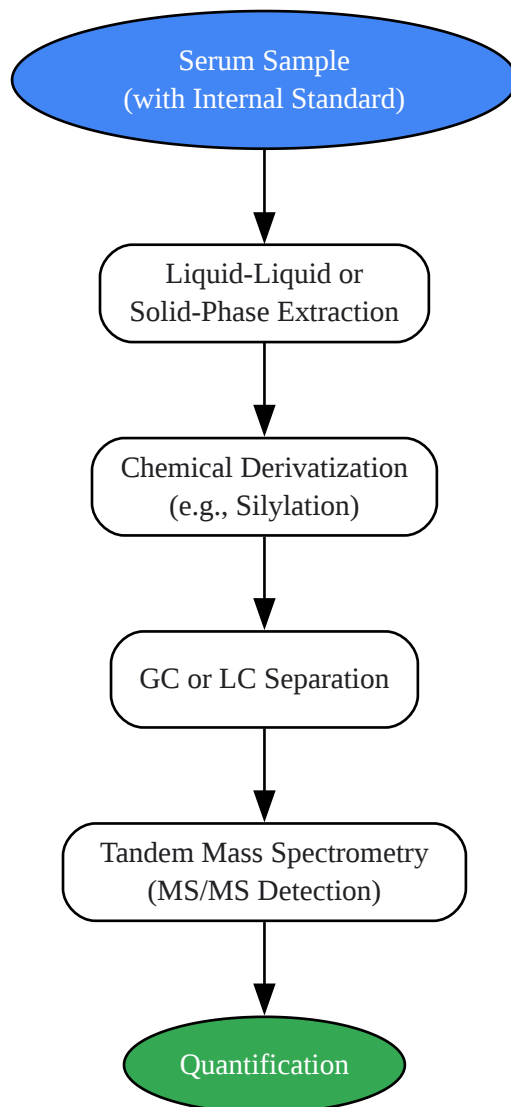 Serum Sample
(with Internal Standard)
Liquid-Liquid or
Solid-Phase Extraction
Chemical Derivatization
(e.g., Silylation)
GC or LC Separation
Tandem Mass Spectrometry
(MS/MS Detection)
Quantification